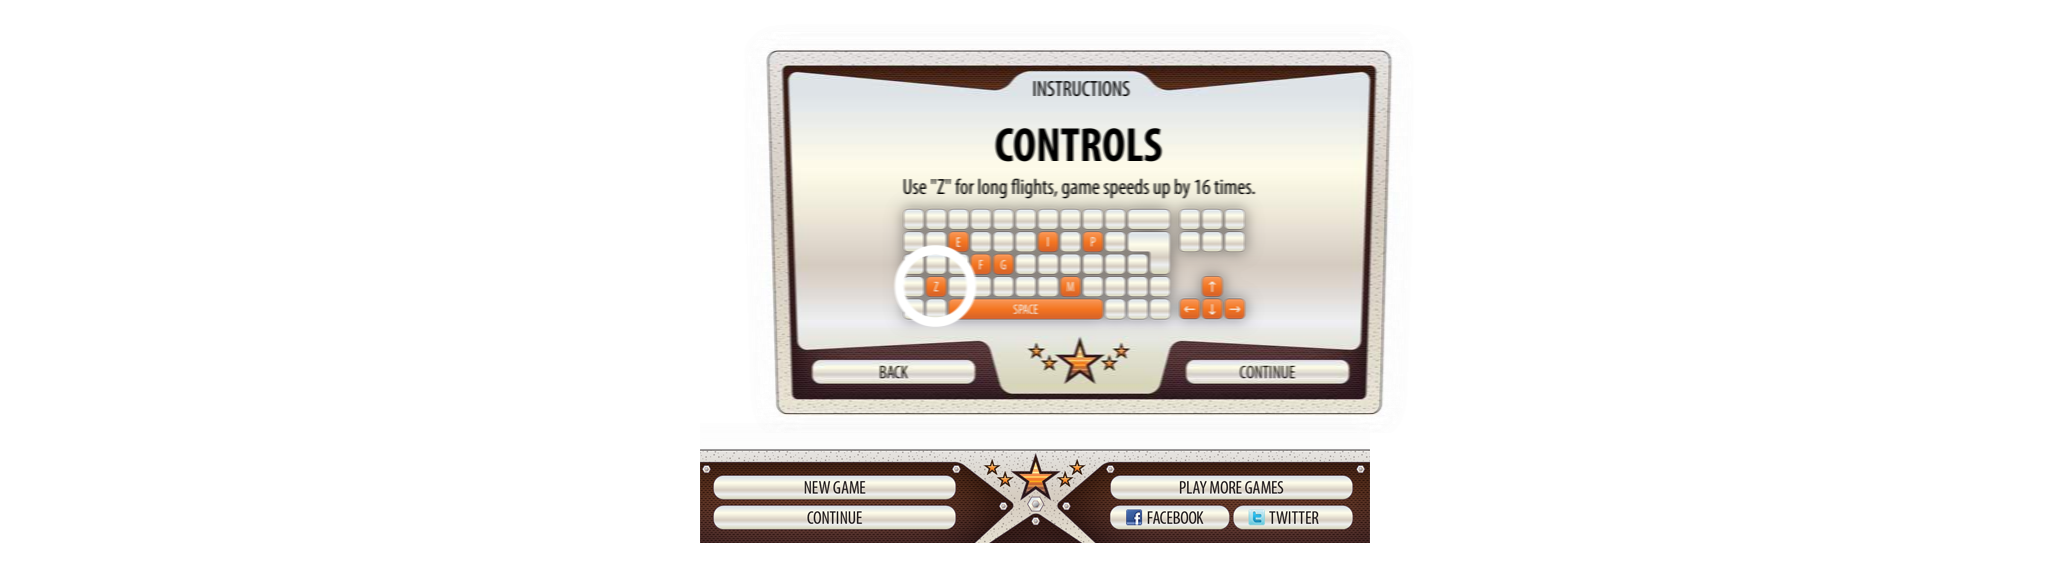 INSTRUCTIONS
CONTROLS
Use "Z" for long flights, game speeds up by 16 times.
E I P
F G
Z M
↑
SPACE ← ↓ →
BACK CONTINUE
NEW GAME PLAY MORE GAMES
CONTINUE FACEBOOK TWITTER